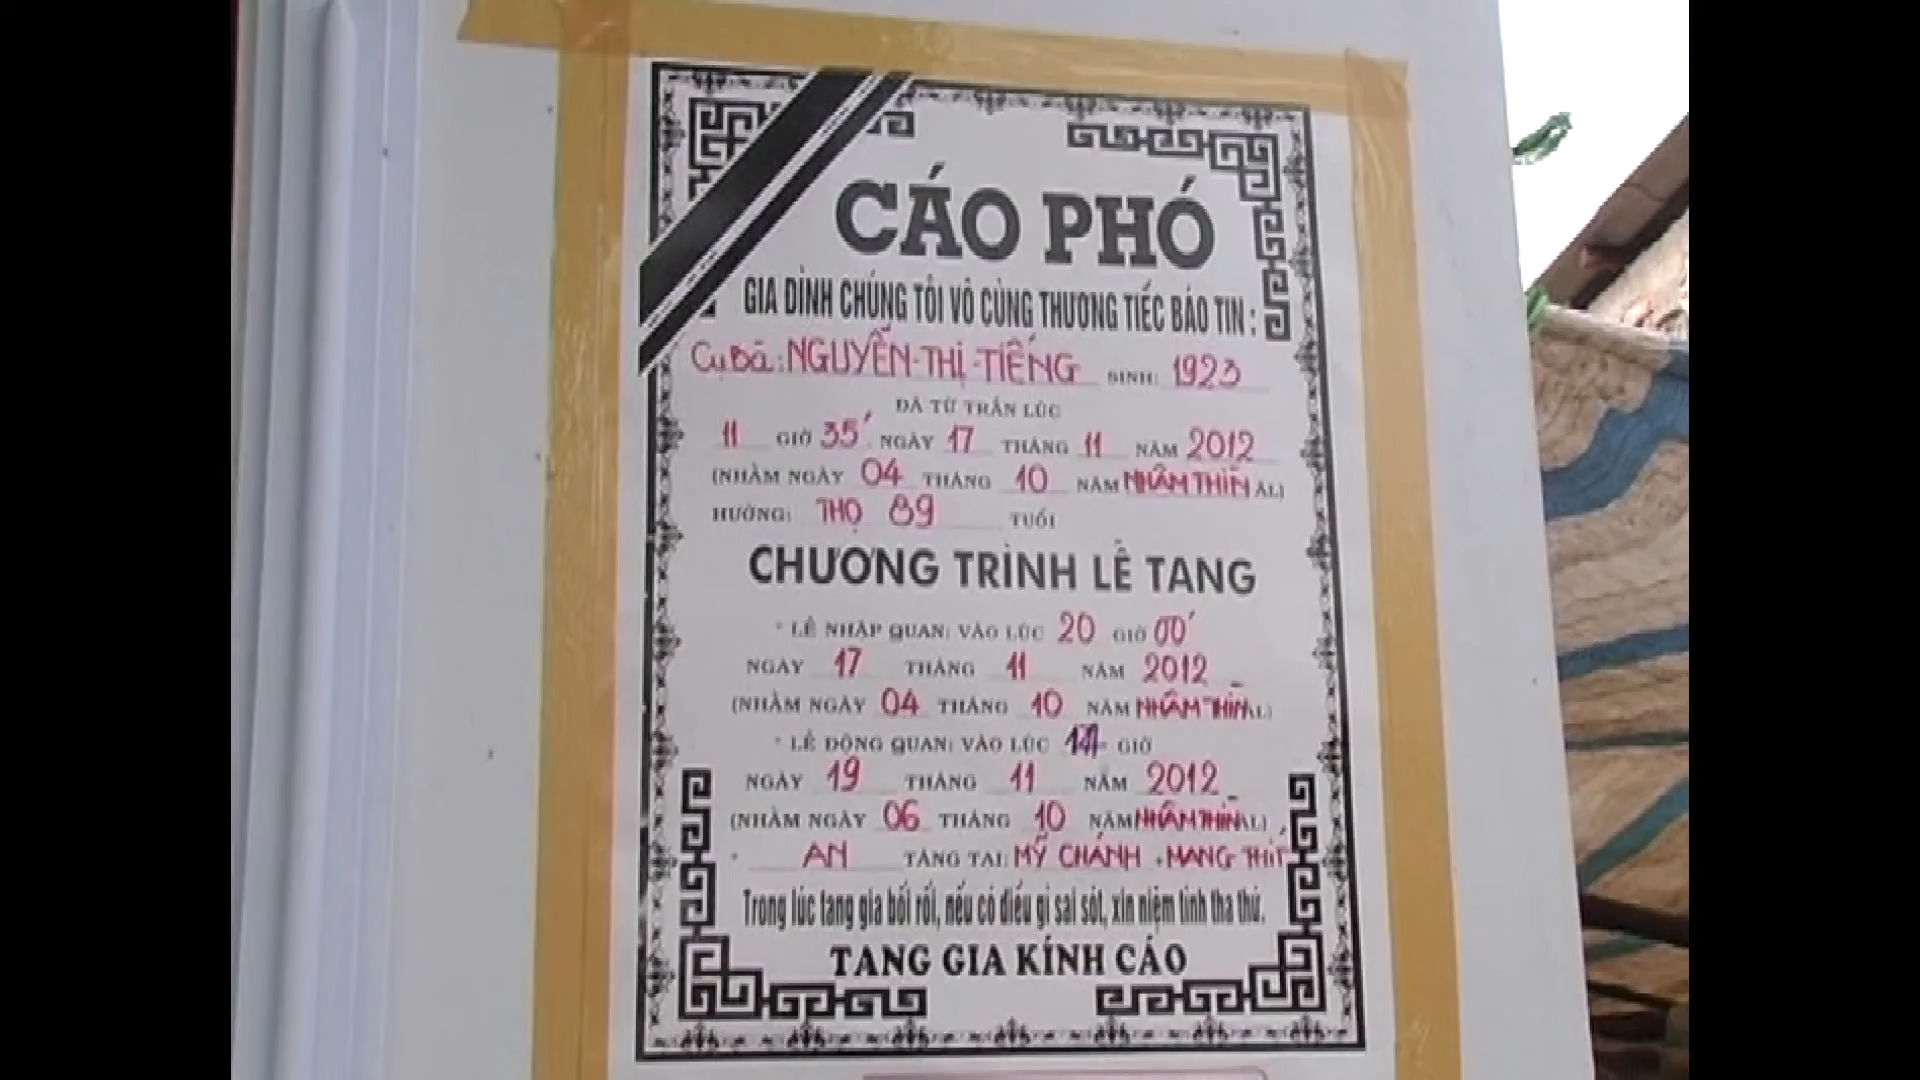 CÁO PHÓ
GIA ĐÌNH CHÚNG TÔI VÔ CÙNG THƯƠNG TIẾC BÁO TIN :
Cụ Bà: NGUYỄN-THỊ-TIẾNG SINH: 1923
ĐÃ TỪ TRẦN LÚC
11 GIỜ 35' NGÀY 17 THÁNG 11 NĂM 2012
(NHẰM NGÀY 04 THÁNG 10 NĂM NHÂM THÌN ÂL)
HƯỞNG: THỌ 89 TUỔI
CHƯƠNG TRÌNH LỄ TANG
* LỄ NHẬP QUAN: VÀO LÚC 20 GIỜ 00'
NGÀY 17 THÁNG 11 NĂM 2012
(NHẰM NGÀY 04 THÁNG 10 NĂM NHÂM THÌN ÂL)
* LỄ ĐỘNG QUAN: VÀO LÚC GIỜ
NGÀY 19 THÁNG 11 NĂM 2012
(NHẰM NGÀY 06 THÁNG 10 NĂM NHÂM THÌN ÂL)
* AN TÁNG TẠI: MỸ CHÁNH - MANG THÍT
Trong lúc tang gia bối rối, nếu có điều gì sai sót, xin niệm tình tha thứ.
TANG GIA KÍNH CÁO